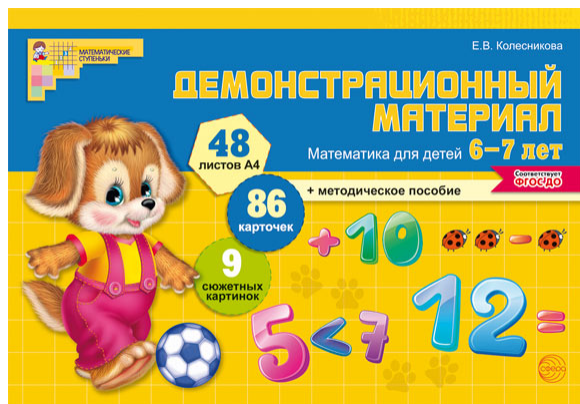 МАТЕМАТИЧЕСКИЕ
СТУПЕНЬКИ
Е.В. Колесникова
ДЕМОНСТРАЦИОННЫЙ
МАТЕРИАЛ
Математика для детей 6–7 лет
Соответствует
ФГОС ДО
+ методическое пособие
48
листов А4
86
карточек
9
сюжетных
картинок
+ 10
–
5 < 7
12 =
сфера